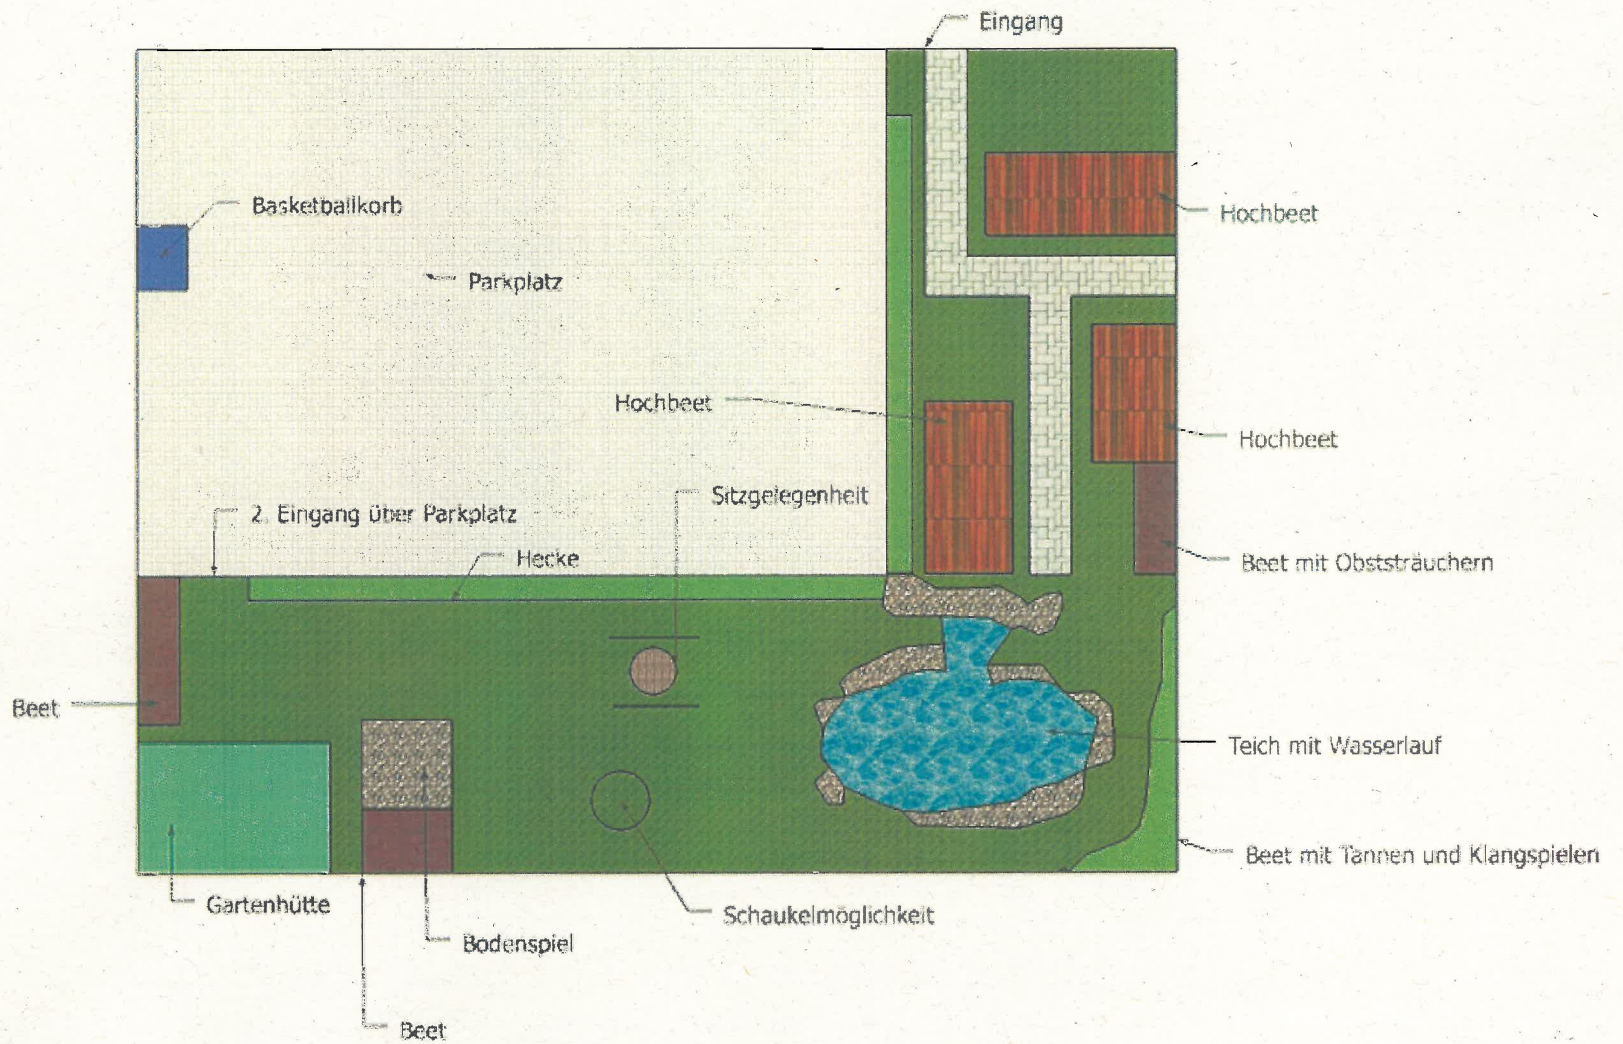 Eingang
Basketballkorb
Hochbeet
Parkplatz
Hochbeet
Hochbeet
Sitzgelegenheit
2. Eingang über Parkplatz
Hecke
Beet mit Obststräuchern
Beet
Teich mit Wasserlauf
Beet mit Tannen und Klangspielen
Gartenhütte
Schaukelmöglichkeit
Bodenspiel
Beet